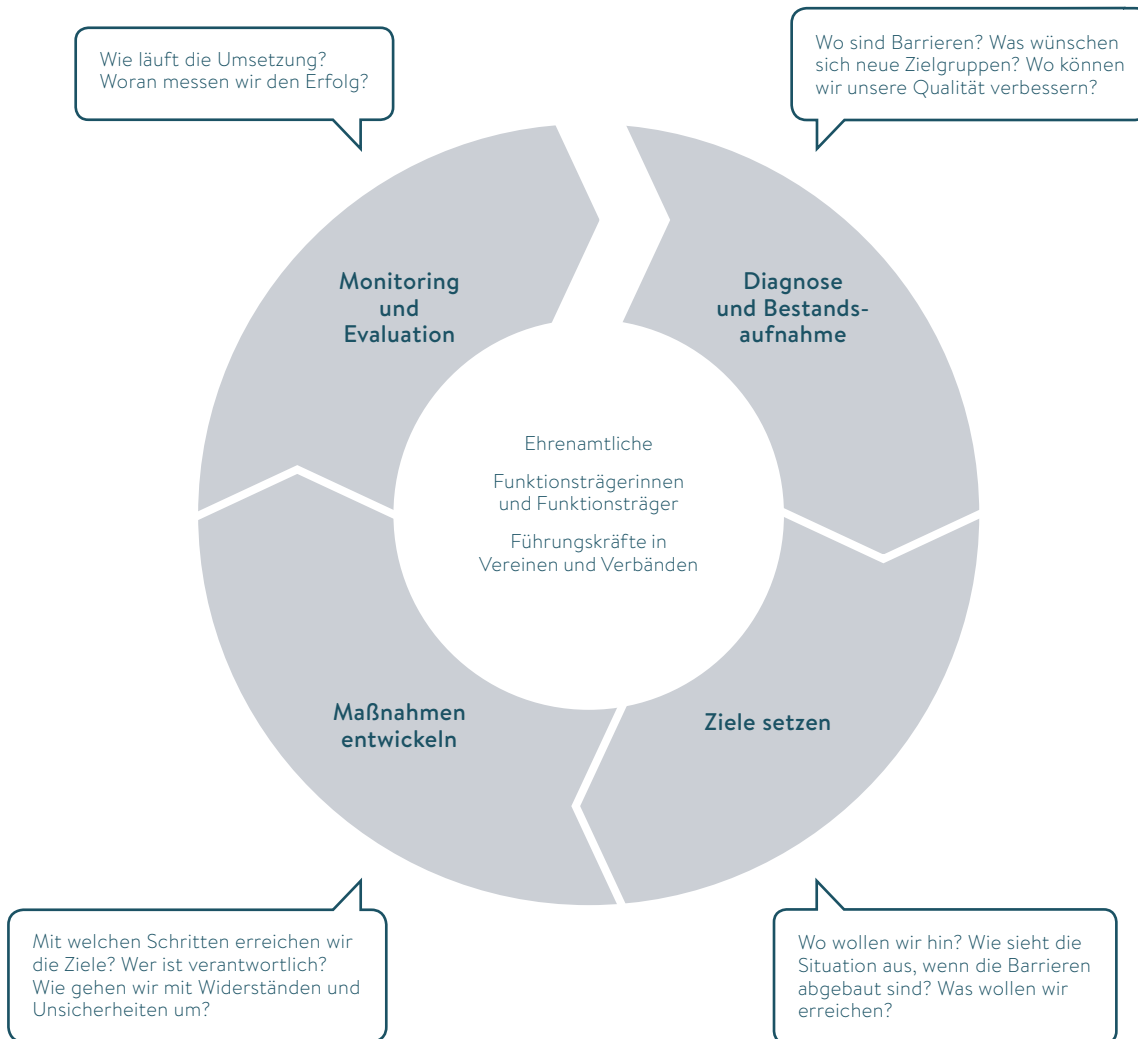 Wie läuft die Umsetzung?
Woran messen wir den Erfolg?
Wo sind Barrieren? Was wünschen
sich neue Zielgruppen? Wo können
wir unsere Qualität verbessern?
Monitoring
und
Evaluation
Diagnose
und Bestands-
aufnahme
Ehrenamtliche
Funktionsträgerinnen
und Funktionsträger
Führungskräfte in
Vereinen und Verbänden
Maßnahmen
entwickeln
Ziele setzen
Mit welchen Schritten erreichen wir
die Ziele? Wer ist verantwortlich?
Wie gehen wir mit Widerständen und
Unsicherheiten um?
Wo wollen wir hin? Wie sieht die
Situation aus, wenn die Barrieren
abgebaut sind? Was wollen wir
erreichen?